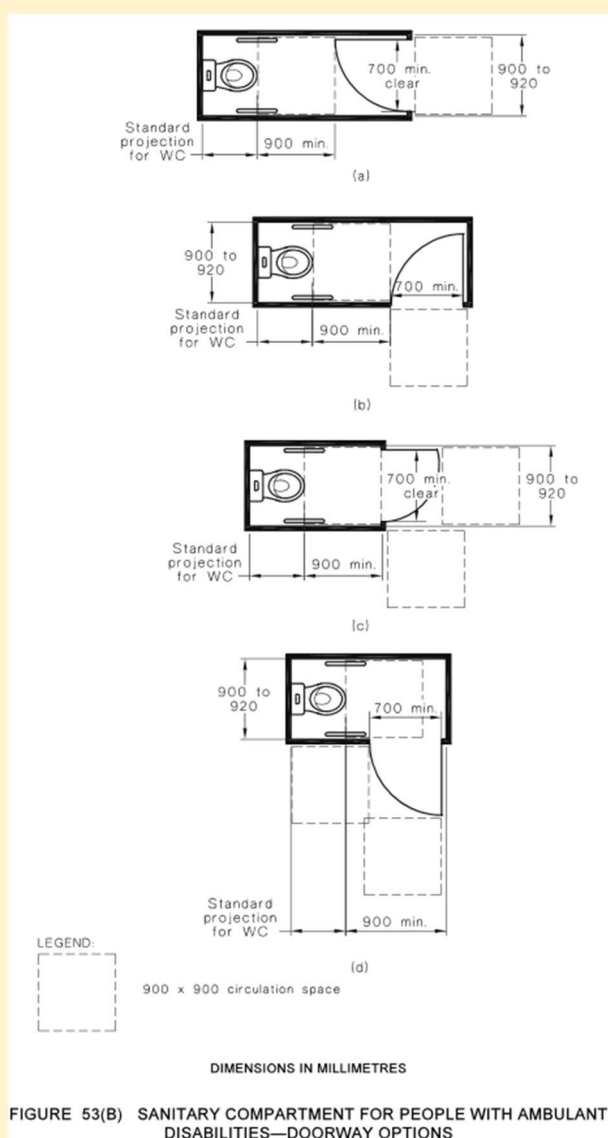 700 min.
clear
900 to
920
Standard
projection
for WC
900 min.
(a)
900 to
920
700 min.
Standard
projection
for WC
900 min.
(b)
700 min.
clear
900 to
920
Standard
projection
for WC
900 min.
(c)
900 to
920
700 min.
Standard
projection
for WC
900 min.
(d)
LEGEND:
900 x 900 circulation space
DIMENSIONS IN MILLIMETRES
FIGURE 53(B) SANITARY COMPARTMENT FOR PEOPLE WITH AMBULANT
DISABILITIES—DOORWAY OPTIONS